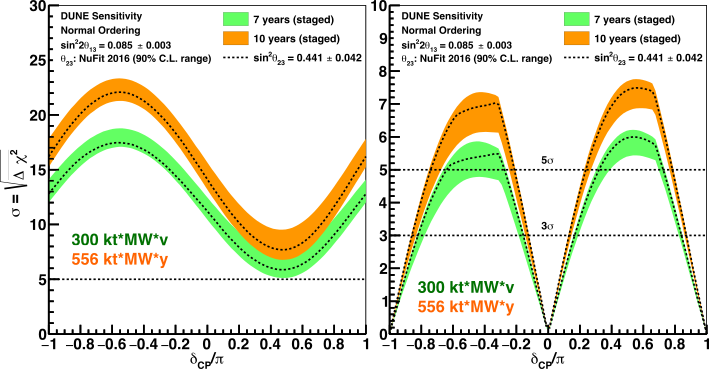 DUNE Sensitivity
Normal Ordering
sin²2θ₁₃ = 0.085 ± 0.003
θ₂₃: NuFit 2016 (90% C.L. range)
7 years (staged)
10 years (staged)
sin²θ₂₃ = 0.441 ± 0.042
σ = √Δ χ²
30
25
20
15
10
5
0
300 kt*MW*v
556 kt*MW*y
−1 −0.8 −0.6 −0.4 −0.2 0 0.2 0.4 0.6 0.8 1
δCP/π
DUNE Sensitivity
Normal Ordering
sin²2θ₁₃ = 0.085 ± 0.003
θ₂₃: NuFit 2016 (90% C.L. range)
7 years (staged)
10 years (staged)
sin²θ₂₃ = 0.441 ± 0.042
10
9
8
7
6
5
4
3
2
1
0
5σ
3σ
300 kt*MW*v
556 kt*MW*y
−1 −0.8 −0.6 −0.4 −0.2 0 0.2 0.4 0.6 0.8 1
δCP/π